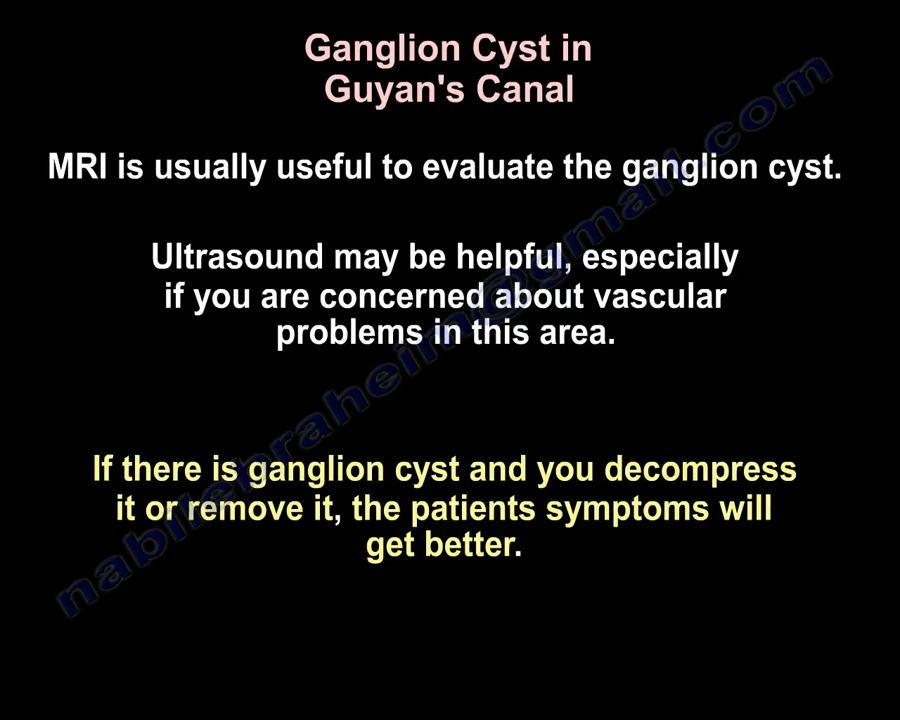 Ganglion Cyst in
Guyan's Canal
MRI is usually useful to evaluate the ganglion cyst.
Ultrasound may be helpful, especially
if you are concerned about vascular
problems in this area.
If there is ganglion cyst and you decompress
it or remove it, the patients symptoms will
get better.
nabilebraheim@gmail.com